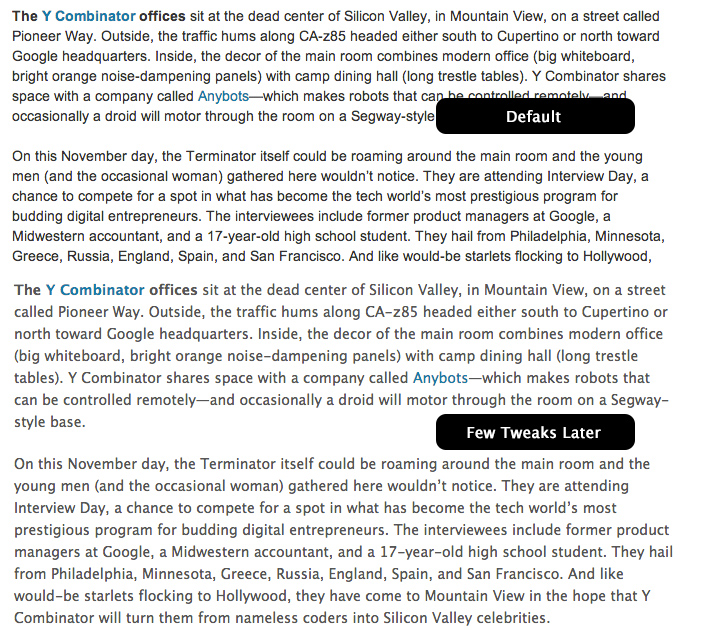 The Y Combinator offices sit at the dead center of Silicon Valley, in Mountain View, on a street called
Pioneer Way. Outside, the traffic hums along CA-z85 headed either south to Cupertino or north toward
Google headquarters. Inside, the decor of the main room combines modern office (big whiteboard,
bright orange noise-dampening panels) with camp dining hall (long trestle tables). Y Combinator shares
space with a company called Anybots—which makes robots that can be controlled remotely—and
occasionally a droid will motor through the room on a Segway-style
Default
On this November day, the Terminator itself could be roaming around the main room and the young
men (and the occasional woman) gathered here wouldn't notice. They are attending Interview Day, a
chance to compete for a spot in what has become the tech world's most prestigious program for
budding digital entrepreneurs. The interviewees include former product managers at Google, a
Midwestern accountant, and a 17-year-old high school student. They hail from Philadelphia, Minnesota,
Greece, Russia, England, Spain, and San Francisco. And like would-be starlets flocking to Hollywood,
The Y Combinator offices sit at the dead center of Silicon Valley, in Mountain View, on a street
called Pioneer Way. Outside, the traffic hums along CA-z85 headed either south to Cupertino or
north toward Google headquarters. Inside, the decor of the main room combines modern office
(big whiteboard, bright orange noise-dampening panels) with camp dining hall (long trestle
tables). Y Combinator shares space with a company called Anybots—which makes robots that
can be controlled remotely—and occasionally a droid will motor through the room on a Segway-
style base.
Few Tweaks Later
On this November day, the Terminator itself could be roaming around the main room and the
young men (and the occasional woman) gathered here wouldn't notice. They are attending
Interview Day, a chance to compete for a spot in what has become the tech world's most
prestigious program for budding digital entrepreneurs. The interviewees include former product
managers at Google, a Midwestern accountant, and a 17-year-old high school student. They hail
from Philadelphia, Minnesota, Greece, Russia, England, Spain, and San Francisco. And like
would-be starlets flocking to Hollywood, they have come to Mountain View in the hope that Y
Combinator will turn them from nameless coders into Silicon Valley celebrities.